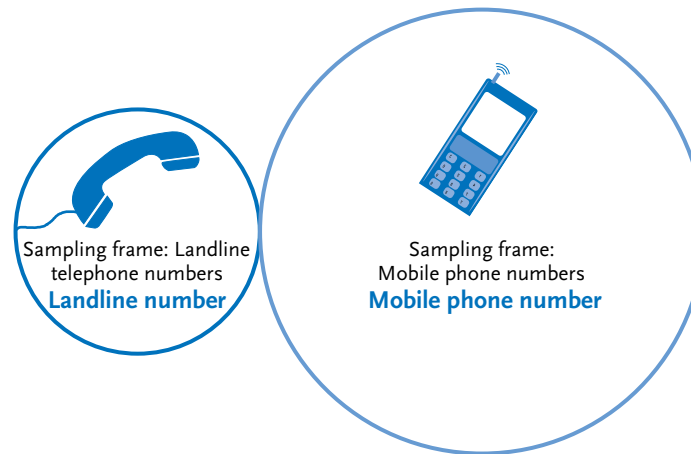 Sampling frame: Landline
telephone numbers
Landline number
Sampling frame:
Mobile phone numbers
Mobile phone number